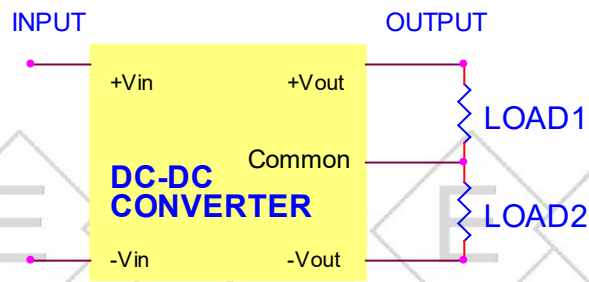 INPUT OUTPUT
+Vin +Vout
LOAD1
Common
DC-DC
CONVERTER
LOAD2
-Vin -Vout